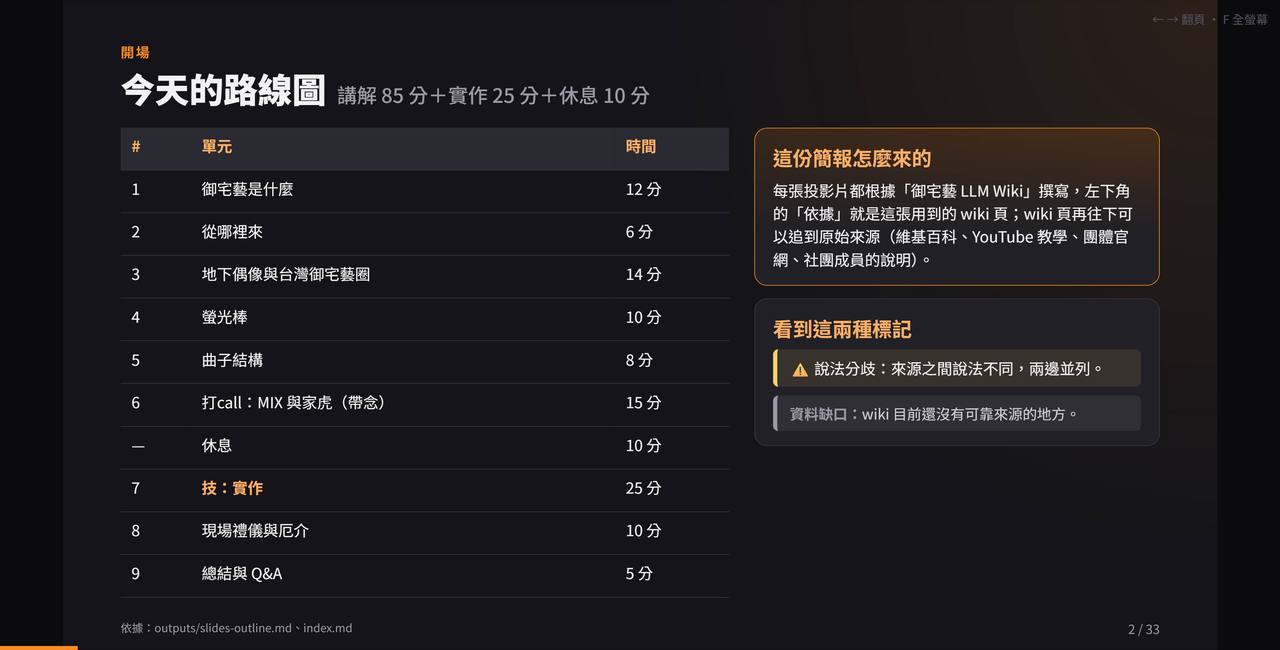 ←→ 翻頁 · F 全螢幕
開場
今天的路線圖 講解 85 分＋實作 25 分＋休息 10 分
# 單元 時間
1 御宅藝是什麼 12 分
2 從哪裡來 6 分
3 地下偶像與台灣御宅藝圈 14 分
4 螢光棒 10 分
5 曲子結構 8 分
6 打call：MIX 與家虎（帶念） 15 分
— 休息 10 分
7 技：實作 25 分
8 現場禮儀與厄介 10 分
9 總結與 Q&A 5 分
這份簡報怎麼來的
每張投影片都根據「御宅藝 LLM Wiki」撰寫，左下角
的「依據」就是這張用到的 wiki 頁；wiki 頁再往下可
以追到原始來源（維基百科、YouTube 教學、團體官
網、社團成員的說明）。
看到這兩種標記
⚠️ 說法分歧：來源之間說法不同，兩邊並列。
資料缺口：wiki 目前還沒有可靠來源的地方。
依據：outputs/slides-outline.md、index.md
2 / 33